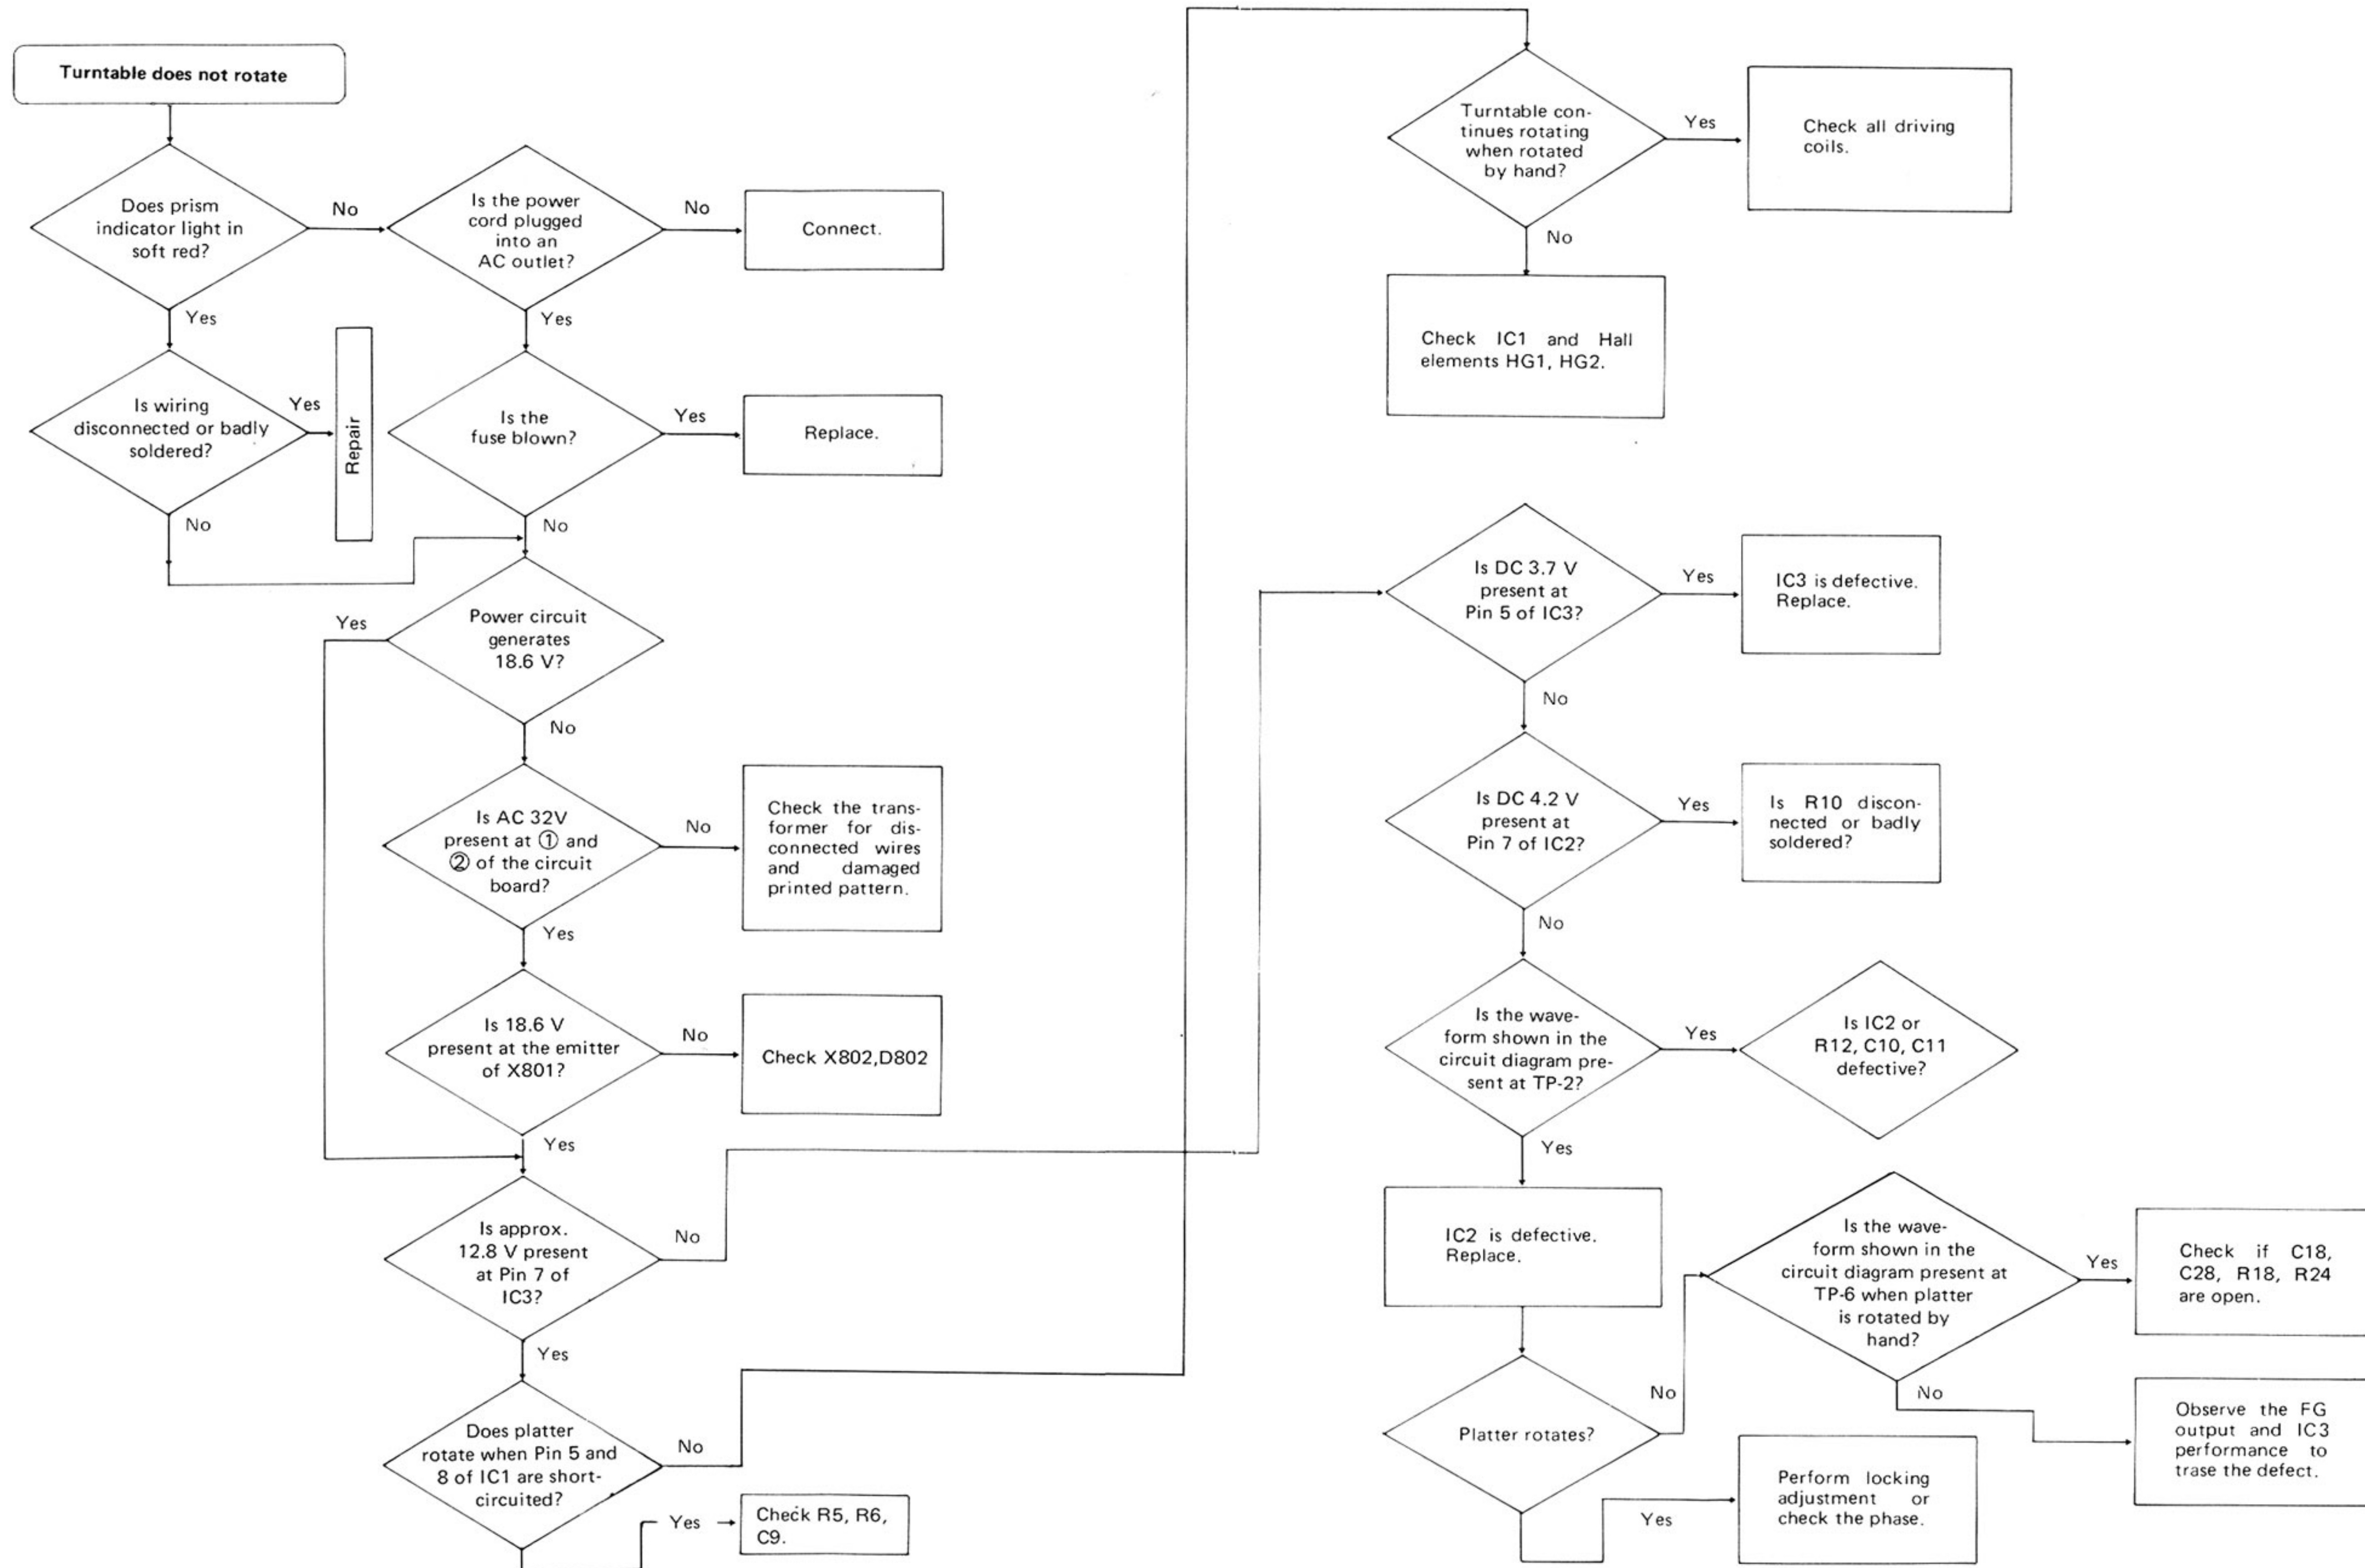 Turntable does not rotate
Does prism
indicator light in
soft red?
No
Yes
Is the power
cord plugged
into an
AC outlet?
No
Connect.
Yes
Is wiring
disconnected or badly
soldered?
Yes
Repair
No
Is the
fuse blown?
Yes
Replace.
No
Power circuit
generates
18.6 V?
Yes
No
Is AC 32V
present at ① and
② of the circuit
board?
No
Check the trans-
former for dis-
connected wires
and damaged
printed pattern.
Yes
Is 18.6 V
present at the emitter
of X801?
No
Check X802,D802
Yes
Is approx.
12.8 V present
at Pin 7 of
IC3?
No
Yes
Does platter
rotate when Pin 5 and
8 of IC1 are short-
circuited?
No
Yes
Check R5, R6,
C9.
Turntable con-
tinues rotating
when rotated
by hand?
Yes
Check all driving
coils.
No
Check IC1 and Hall
elements HG1, HG2.
Is DC 3.7 V
present at
Pin 5 of IC3?
Yes
IC3 is defective.
Replace.
No
Is DC 4.2 V
present at
Pin 7 of IC2?
Yes
Is R10 discon-
nected or badly
soldered?
No
Is the wave-
form shown in the
circuit diagram pre-
sent at TP-2?
Yes
Is IC2 or
R12, C10, C11
defective?
Yes
IC2 is defective.
Replace.
Platter rotates?
No
Yes
Is the wave-
form shown in the
circuit diagram present at
TP-6 when platter
is rotated by
hand?
Yes
Check if C18,
C28, R18, R24
are open.
No
Observe the FG
output and IC3
performance to
trase the defect.
Perform locking
adjustment or
check the phase.